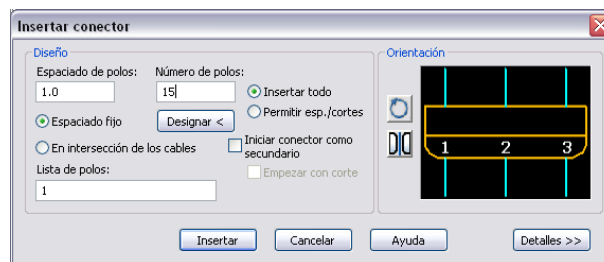 Insertar conector
Diseño
Espaciado de polos:
Número de polos:
1.0
15
Insertar todo
Permitir esp./cortes
Espaciado fijo
Designar <
En intersección de los cables
Iniciar conector como
secundario
Empezar con corte
Lista de polos:
1
Orientación
1 2 3
Insertar
Cancelar
Ayuda
Detalles >>